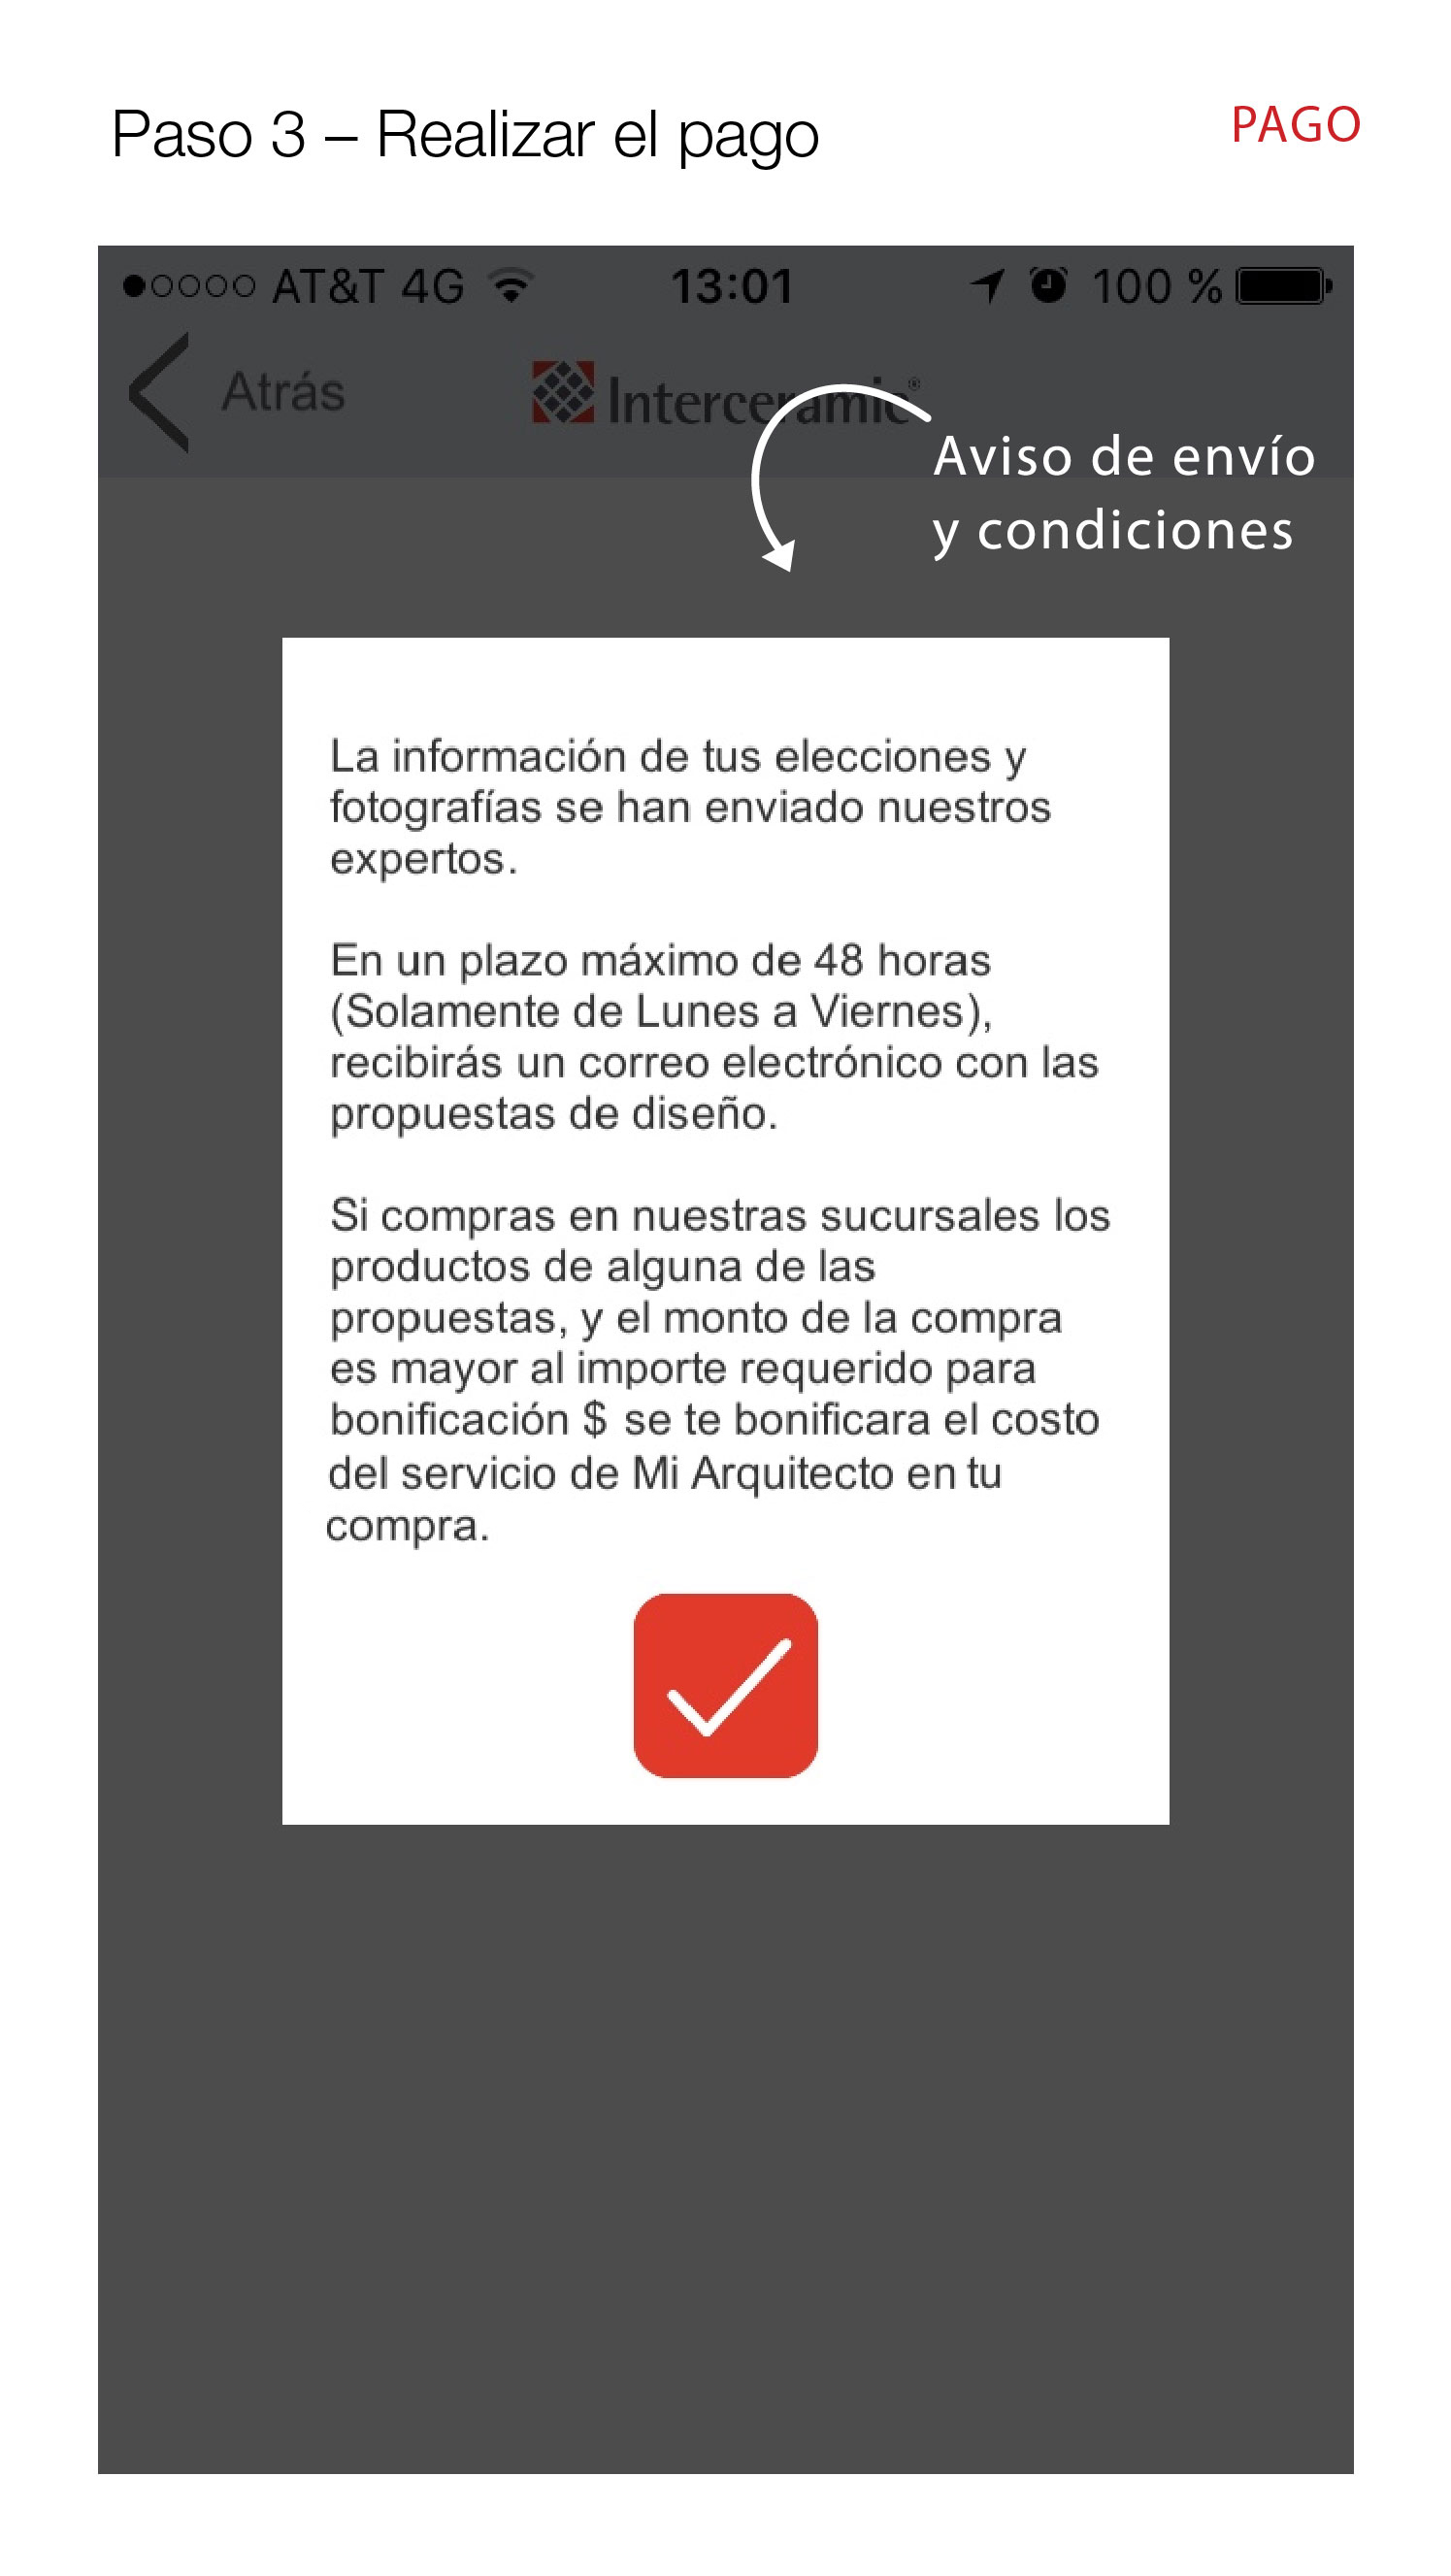 Paso 3 – Realizar el pago
PAGO
AT&T 4G 13:01 100 %
Atrás
Interceramic®
Aviso de envío
y condiciones
La información de tus elecciones y
fotografías se han enviado nuestros
expertos.
En un plazo máximo de 48 horas
(Solamente de Lunes a Viernes),
recibirás un correo electrónico con las
propuestas de diseño.
Si compras en nuestras sucursales los
productos de alguna de las
propuestas, y el monto de la compra
es mayor al importe requerido para
bonificación $ se te bonificara el costo
del servicio de Mi Arquitecto en tu
compra.